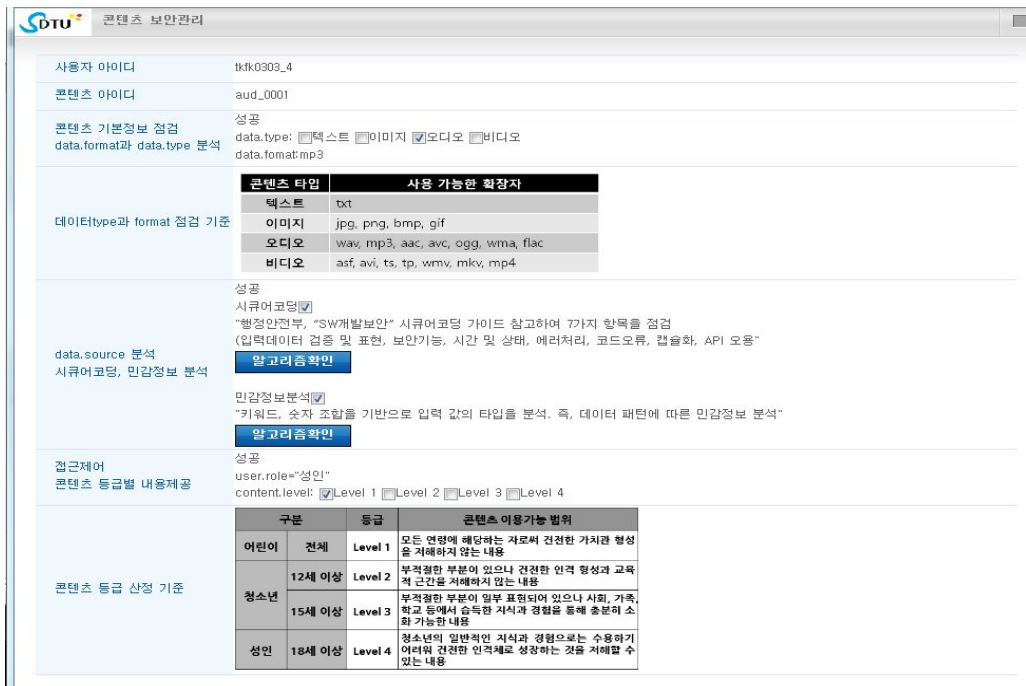 SDTU 콘텐츠 보안관리
사용자 아이디 tkfk0303_4
콘텐츠 아이디 aud_0001
콘텐츠 기본정보 점검
data.format과 data.type 분석
성공
data.type: 텍스트 이미지 오디오 비디오
data.fomat:mp3
데이터type과 format 점검 기준
콘텐츠 타입 사용 가능한 확장자
텍스트 txt
이미지 jpg, png, bmp, gif
오디오 wav, mp3, aac, avc, ogg, wma, flac
비디오 asf, avi, ts, tp, wmv, mkv, mp4
data.source 분석
시큐어코딩, 민감정보 분석
성공
시큐어코딩
"행정안전부, "SW개발보안" 시큐어코딩 가이드 참고하여 7가지 항목을 점검
(입력데이터 검증 및 표현, 보안기능, 시간 및 상태, 에러처리, 코드오류, 캡슐화, API 오용"
알고리즘확인
민감정보분석
"키워드, 숫자 조합을 기반으로 입력 값의 타입을 분석. 즉, 데이터 패턴에 따른 민감정보 분석"
알고리즘확인
접근제어
콘텐츠 등급별 내용제공
성공
user.role="성인"
content.level: Level 1 Level 2 Level 3 Level 4
콘텐츠 등급 산정 기준
구분 등급 콘텐츠 이용가능 범위
어린이 전체 Level 1 모든 연령에 해당하는 자로써 건전한 가치관 형성
을 저해하지 않는 내용
청소년
12세 이상 Level 2 부적절한 부분이 있으나 건전한 인격 형성과 교육
적 근간을 저해하지 않는 내용
15세 이상 Level 3 부적절한 부분이 일부 표현되어 있으나 사회, 가족,
학교 등에서 습득한 지식과 경험을 통해 충분히 소
화 가능한 내용
성인 18세 이상 Level 4 청소년의 일반적인 지식과 경험으로는 수용하기
어려워 건전한 인격체로 성장하는 것을 저해할 수
있는 내용